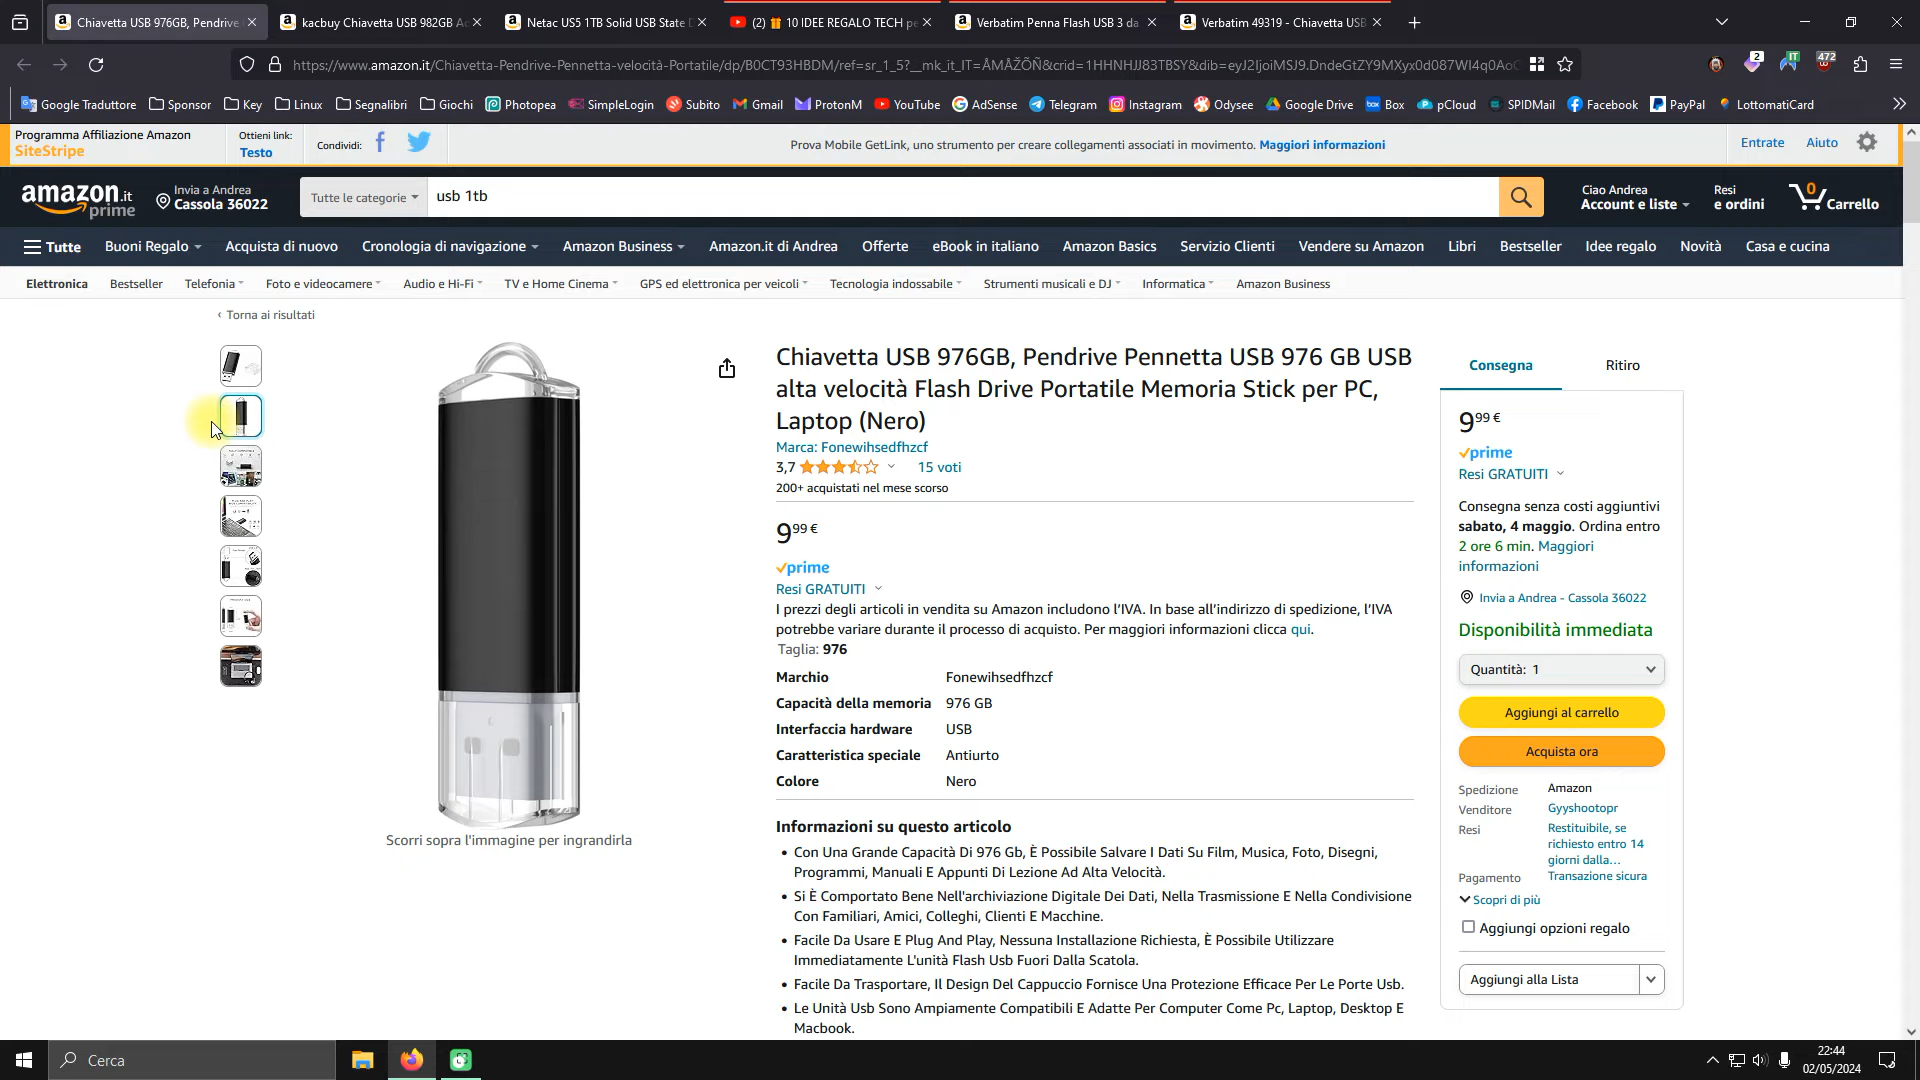 Chiavetta USB 976GB, Pendrive
kacbuy Chiavetta USB 982GB Ac
Netac US5 1TB Solid USB State D
(2) 🎁 10 IDEE REGALO TECH pe
Verbatim Penna Flash USB 3 da
Verbatim 49319 - Chiavetta USB
https://www.amazon.it/Chiavetta-Pendrive-Pennetta-velocità-Portatile/dp/B0CT93HBDM/ref=sr_1_5?__mk_it_IT=ÅMÅŽÕÑ&crid=1HHNHJJ83TBSY&dib=eyJ2IjoiMSJ9.DndeGtZY9MXyx0d087WI4q0AoC
2
IT
472
Google Traduttore
Sponsor
Key
Linux
Segnalibri
Giochi
Photopea
SimpleLogin
Subito
Gmail
ProtonM
YouTube
AdSense
Telegram
Instagram
Odysee
Google Drive
Box
pCloud
SPIDMail
Facebook
PayPal
LottomatiCard
Programma Affiliazione Amazon
SiteStripe
Ottieni link:
Testo
Condividi:
Prova Mobile GetLink, uno strumento per creare collegamenti associati in movimento. Maggiori informazioni
Entrate
Aiuto
amazon.it
prime
Invia a Andrea
Cassola 36022
Tutte le categorie
usb 1tb
Ciao Andrea
Account e liste
Resi
e ordini
0
Carrello
Tutte
Buoni Regalo
Acquista di nuovo
Cronologia di navigazione
Amazon Business
Amazon.it di Andrea
Offerte
eBook in italiano
Amazon Basics
Servizio Clienti
Vendere su Amazon
Libri
Bestseller
Idee regalo
Novità
Casa e cucina
Elettronica
Bestseller
Telefonia
Foto e videocamere
Audio e Hi-Fi
TV e Home Cinema
GPS ed elettronica per veicoli
Tecnologia indossabile
Strumenti musicali e DJ
Informatica
Amazon Business
‹ Torna ai risultati
Scorri sopra l'immagine per ingrandirla
Chiavetta USB 976GB, Pendrive Pennetta USB 976 GB USB
alta velocità Flash Drive Portatile Memoria Stick per PC,
Laptop (Nero)
Marca: Fonewihsedfhzcf
3,7
15 voti
200+ acquistati nel mese scorso
9 99 €
prime
Resi GRATUITI
I prezzi degli articoli in vendita su Amazon includono l’IVA. In base all’indirizzo di spedizione, l’IVA
potrebbe variare durante il processo di acquisto. Per maggiori informazioni clicca qui.
Taglia: 976
Marchio Fonewihsedfhzcf
Capacità della memoria 976 GB
Interfaccia hardware USB
Caratteristica speciale Antiurto
Colore Nero
Informazioni su questo articolo
• Con Una Grande Capacità Di 976 Gb, È Possibile Salvare I Dati Su Film, Musica, Foto, Disegni,
Programmi, Manuali E Appunti Di Lezione Ad Alta Velocità.
• Si È Comportato Bene Nell'archiviazione Digitale Dei Dati, Nella Trasmissione E Nella Condivisione
Con Familiari, Amici, Colleghi, Clienti E Macchine.
• Facile Da Usare E Plug And Play, Nessuna Installazione Richiesta, È Possibile Utilizzare
Immediatamente L'unità Flash Usb Fuori Dalla Scatola.
• Facile Da Trasportare, Il Design Del Cappuccio Fornisce Una Protezione Efficace Per Le Porte Usb.
• Le Unità Usb Sono Ampiamente Compatibili E Adatte Per Computer Come Pc, Laptop, Desktop E
Macbook.
Consegna
Ritiro
9 99 €
prime
Resi GRATUITI
Consegna senza costi aggiuntivi
sabato, 4 maggio. Ordina entro
2 ore 6 min. Maggiori
informazioni
Invia a Andrea - Cassola 36022
Disponibilità immediata
Quantità: 1
Aggiungi al carrello
Acquista ora
Spedizione Amazon
Venditore Gyyshootopr
Resi Restituibile, se
richiesto entro 14
giorni dalla…
Pagamento Transazione sicura
Scopri di più
Aggiungi opzioni regalo
Aggiungi alla Lista
Cerca
22:44
02/05/2024